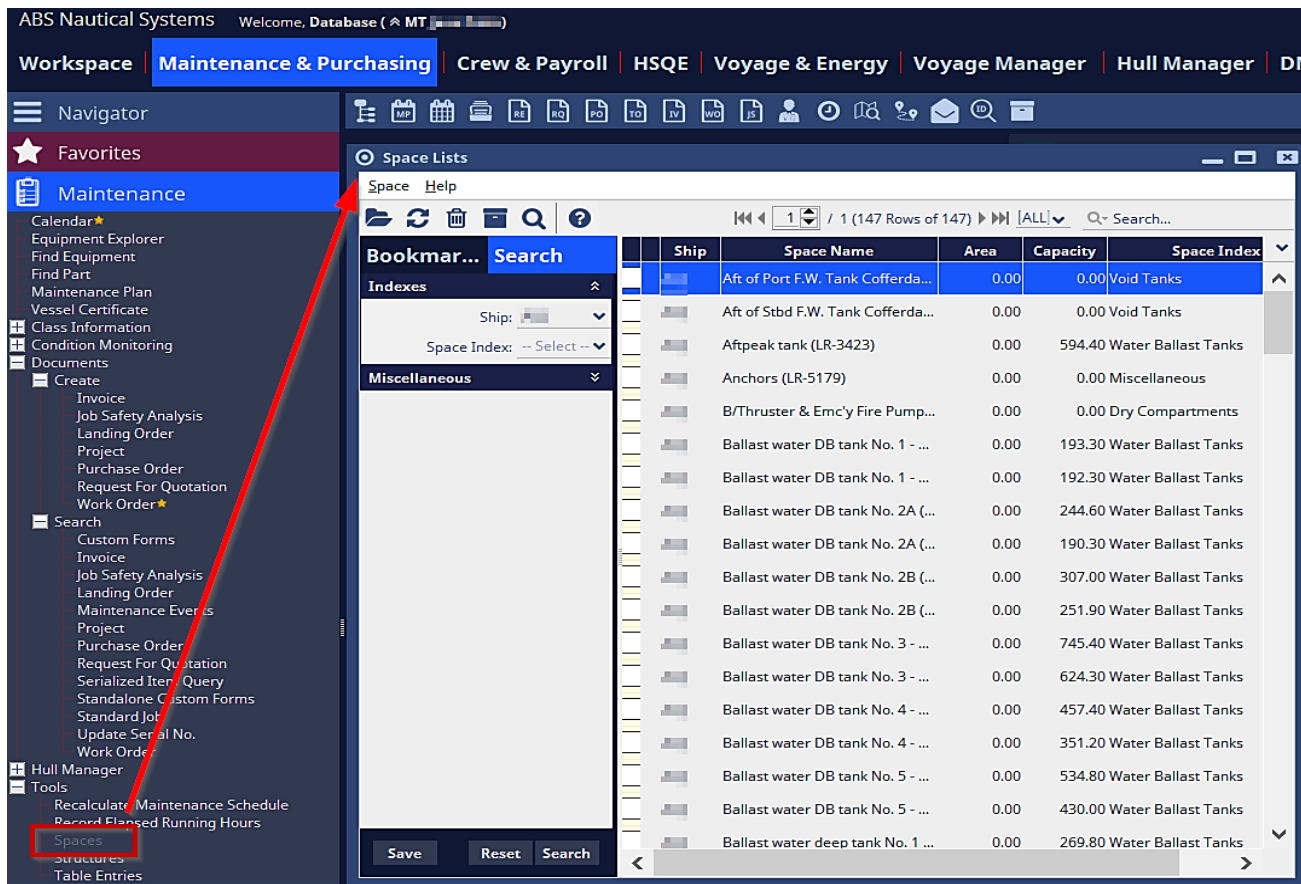 ABS Nautical Systems Welcome, Database ( MT )
Workspace Maintenance & Purchasing Crew & Payroll HSQE Voyage & Energy Voyage Manager Hull Manager
Navigator
MP RE RQ PO TO IV WO JS ID
Favorites
Maintenance
Calendar
Equipment Explorer
Find Equipment
Find Part
Maintenance Plan
Vessel Certificate
Class Information
Condition Monitoring
Documents
Create
Invoice
Job Safety Analysis
Landing Order
Project
Purchase Order
Request For Quotation
Work Order
Search
Custom Forms
Invoice
Job Safety Analysis
Landing Order
Maintenance Events
Project
Purchase Order
Request For Quotation
Serialized Item Query
Standalone Custom Forms
Standard Job
Update Serial No.
Work Order
Hull Manager
Tools
Recalculate Maintenance Schedule
Record Elapsed Running Hours
Spaces
Structures
Table Entries
Space Lists
Space Help
1 / 1 (147 Rows of 147) [ALL] Search...
Bookmar... Search
Indexes
Ship:
Space Index: -- Select --
Miscellaneous
Save Reset Search
Ship Space Name Area Capacity Space Index
Aft of Port F.W. Tank Cofferda... 0.00 0.00 Void Tanks
Aft of Stbd F.W. Tank Cofferda... 0.00 0.00 Void Tanks
Aftpeak tank (LR-3423) 0.00 594.40 Water Ballast Tanks
Anchors (LR-5179) 0.00 0.00 Miscellaneous
B/Thruster & Emc'y Fire Pump... 0.00 0.00 Dry Compartments
Ballast water DB tank No. 1 - ... 0.00 193.30 Water Ballast Tanks
Ballast water DB tank No. 1 - ... 0.00 192.30 Water Ballast Tanks
Ballast water DB tank No. 2A (... 0.00 244.60 Water Ballast Tanks
Ballast water DB tank No. 2A (... 0.00 190.30 Water Ballast Tanks
Ballast water DB tank No. 2B (... 0.00 307.00 Water Ballast Tanks
Ballast water DB tank No. 2B (... 0.00 251.90 Water Ballast Tanks
Ballast water DB tank No. 3 - ... 0.00 745.40 Water Ballast Tanks
Ballast water DB tank No. 3 - ... 0.00 624.30 Water Ballast Tanks
Ballast water DB tank No. 4 - ... 0.00 457.40 Water Ballast Tanks
Ballast water DB tank No. 4 - ... 0.00 351.20 Water Ballast Tanks
Ballast water DB tank No. 5 - ... 0.00 534.80 Water Ballast Tanks
Ballast water DB tank No. 5 - ... 0.00 430.00 Water Ballast Tanks
Ballast water deep tank No. 1 ... 0.00 269.80 Water Ballast Tanks